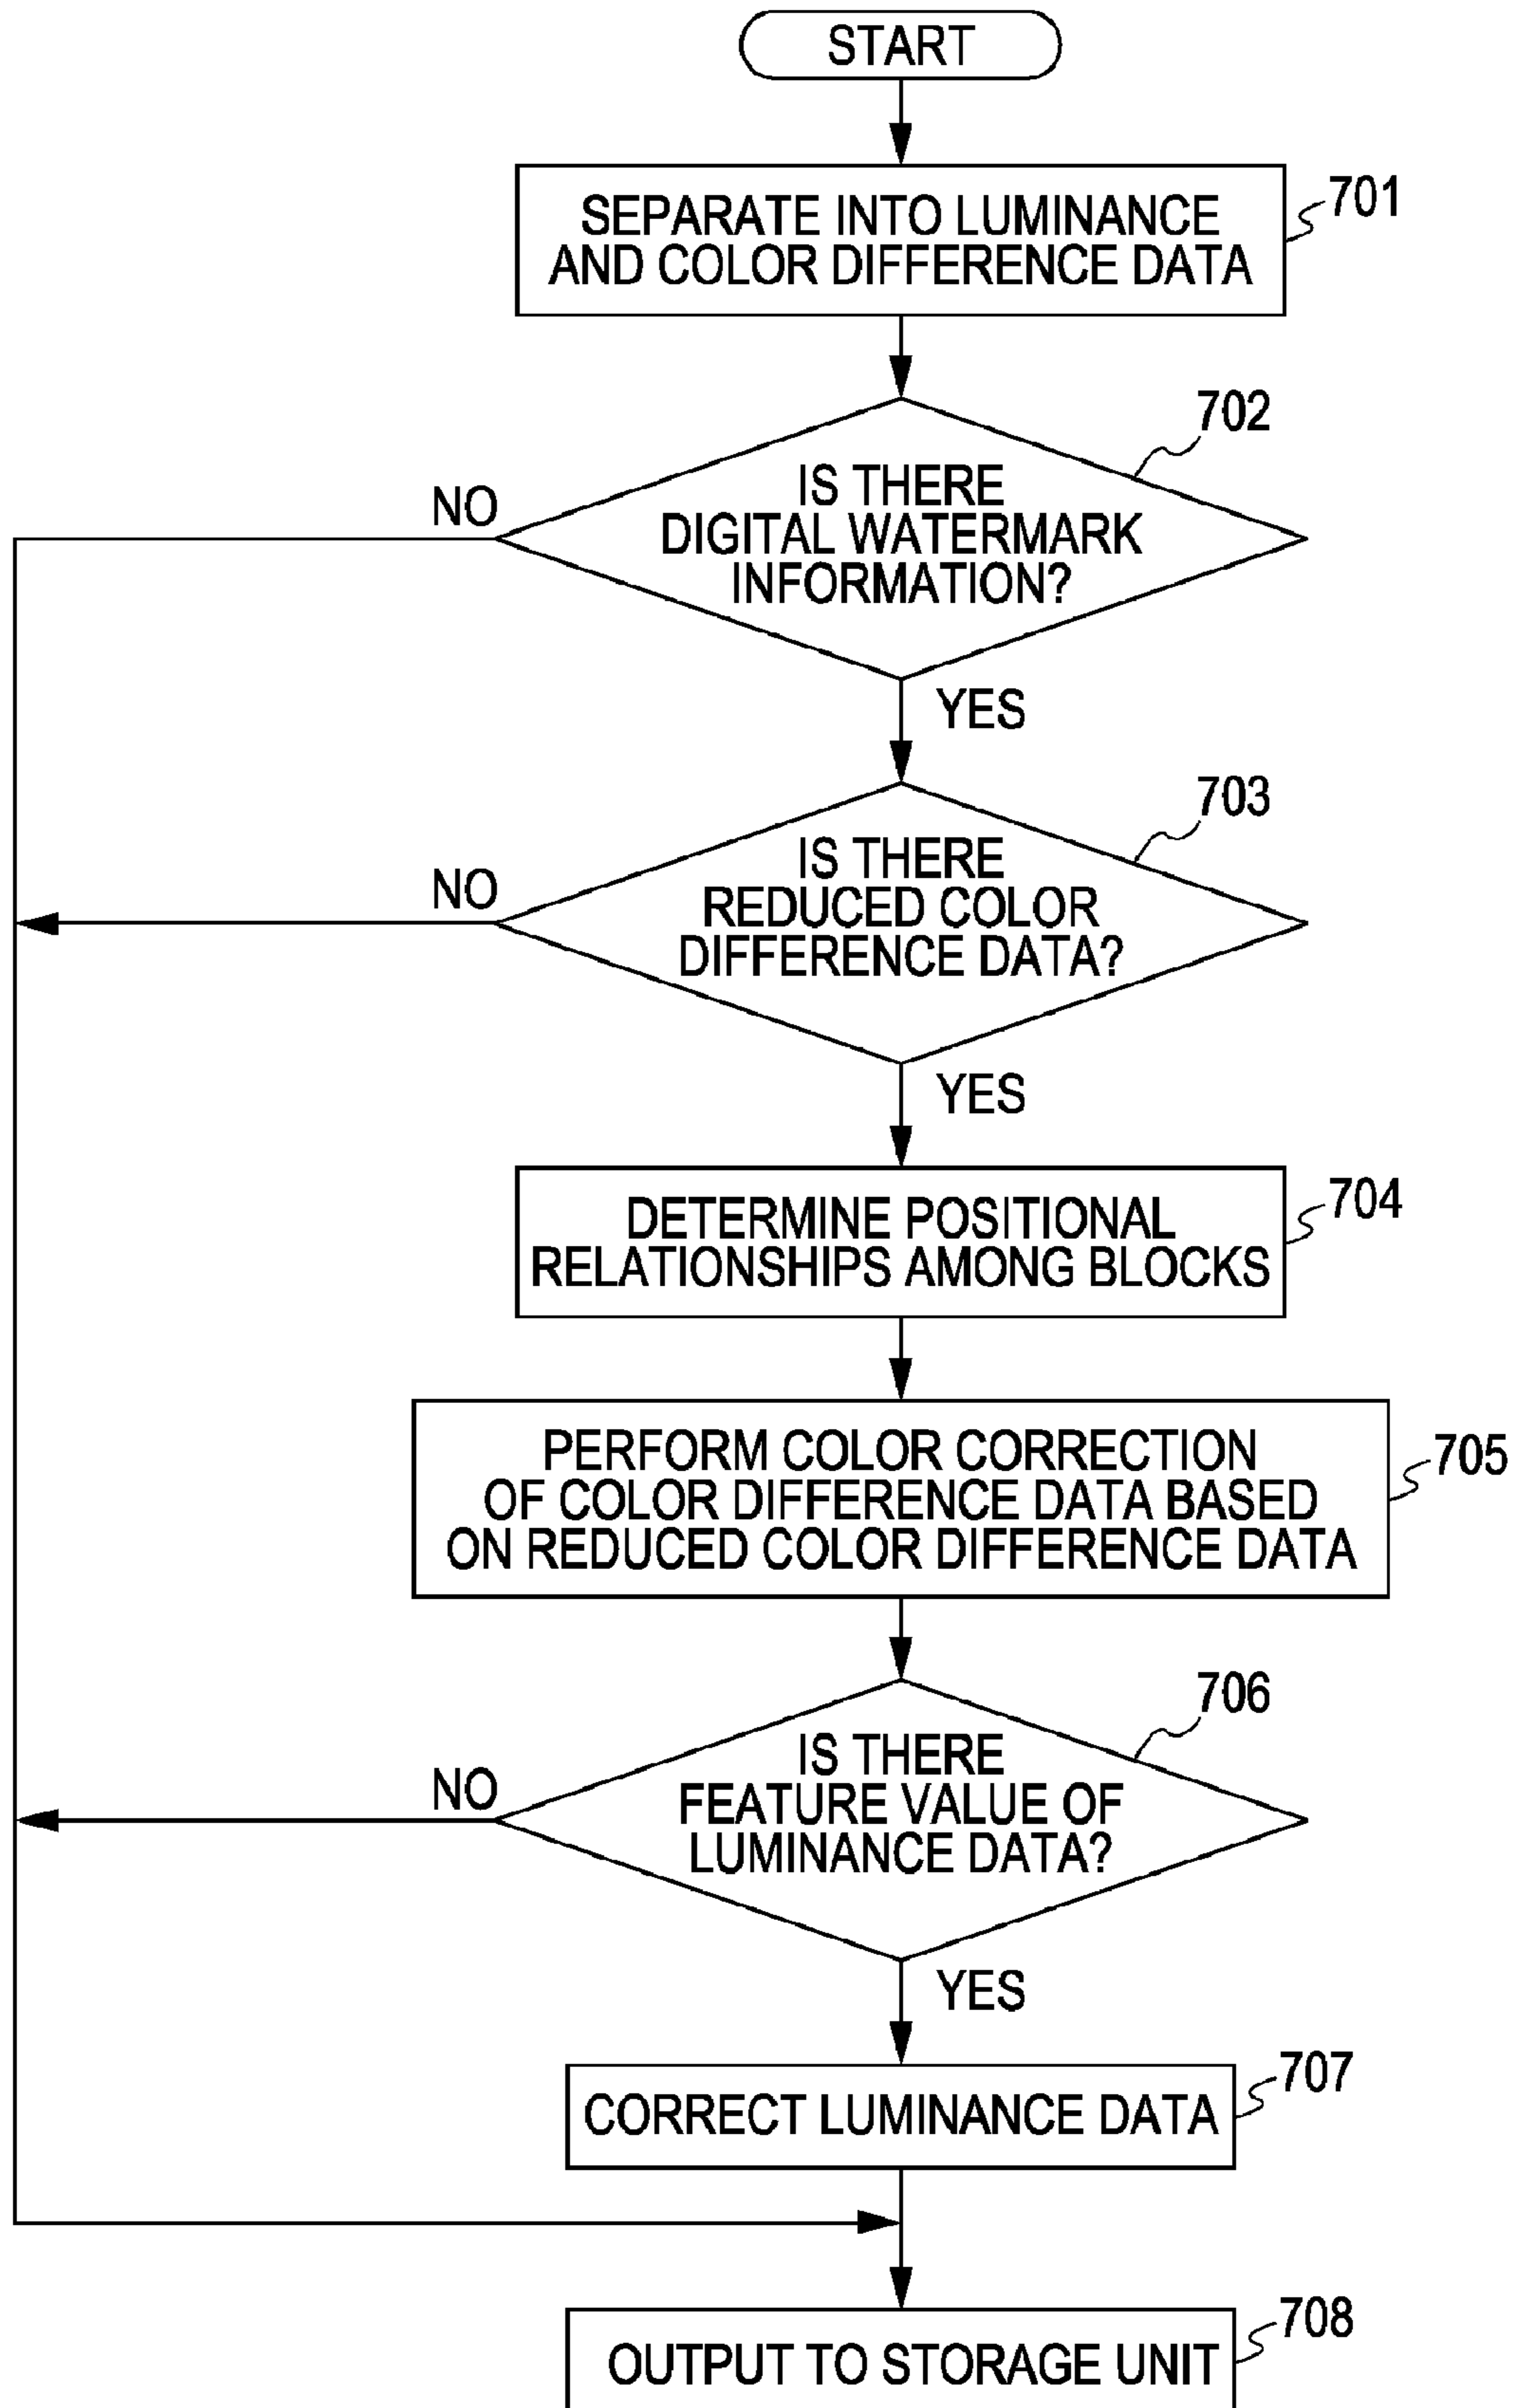 START
SEPARATE INTO LUMINANCE
AND COLOR DIFFERENCE DATA
701
702
IS THERE
DIGITAL WATERMARK
INFORMATION?
NO
YES
703
IS THERE
REDUCED COLOR
DIFFERENCE DATA?
NO
YES
DETERMINE POSITIONAL
RELATIONSHIPS AMONG BLOCKS
704
PERFORM COLOR CORRECTION
OF COLOR DIFFERENCE DATA BASED
ON REDUCED COLOR DIFFERENCE DATA
705
706
IS THERE
FEATURE VALUE OF
LUMINANCE DATA?
NO
YES
CORRECT LUMINANCE DATA
707
OUTPUT TO STORAGE UNIT
708